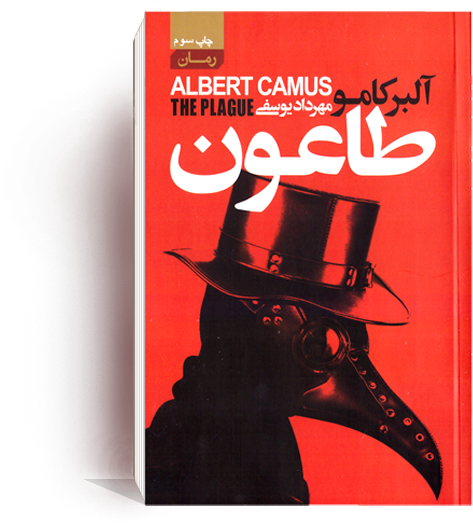 چاپ سوم
رمان
ALBERT CAMUS آلبر کامو
THE PLAGUE مهرداد یوسفی
طاعون